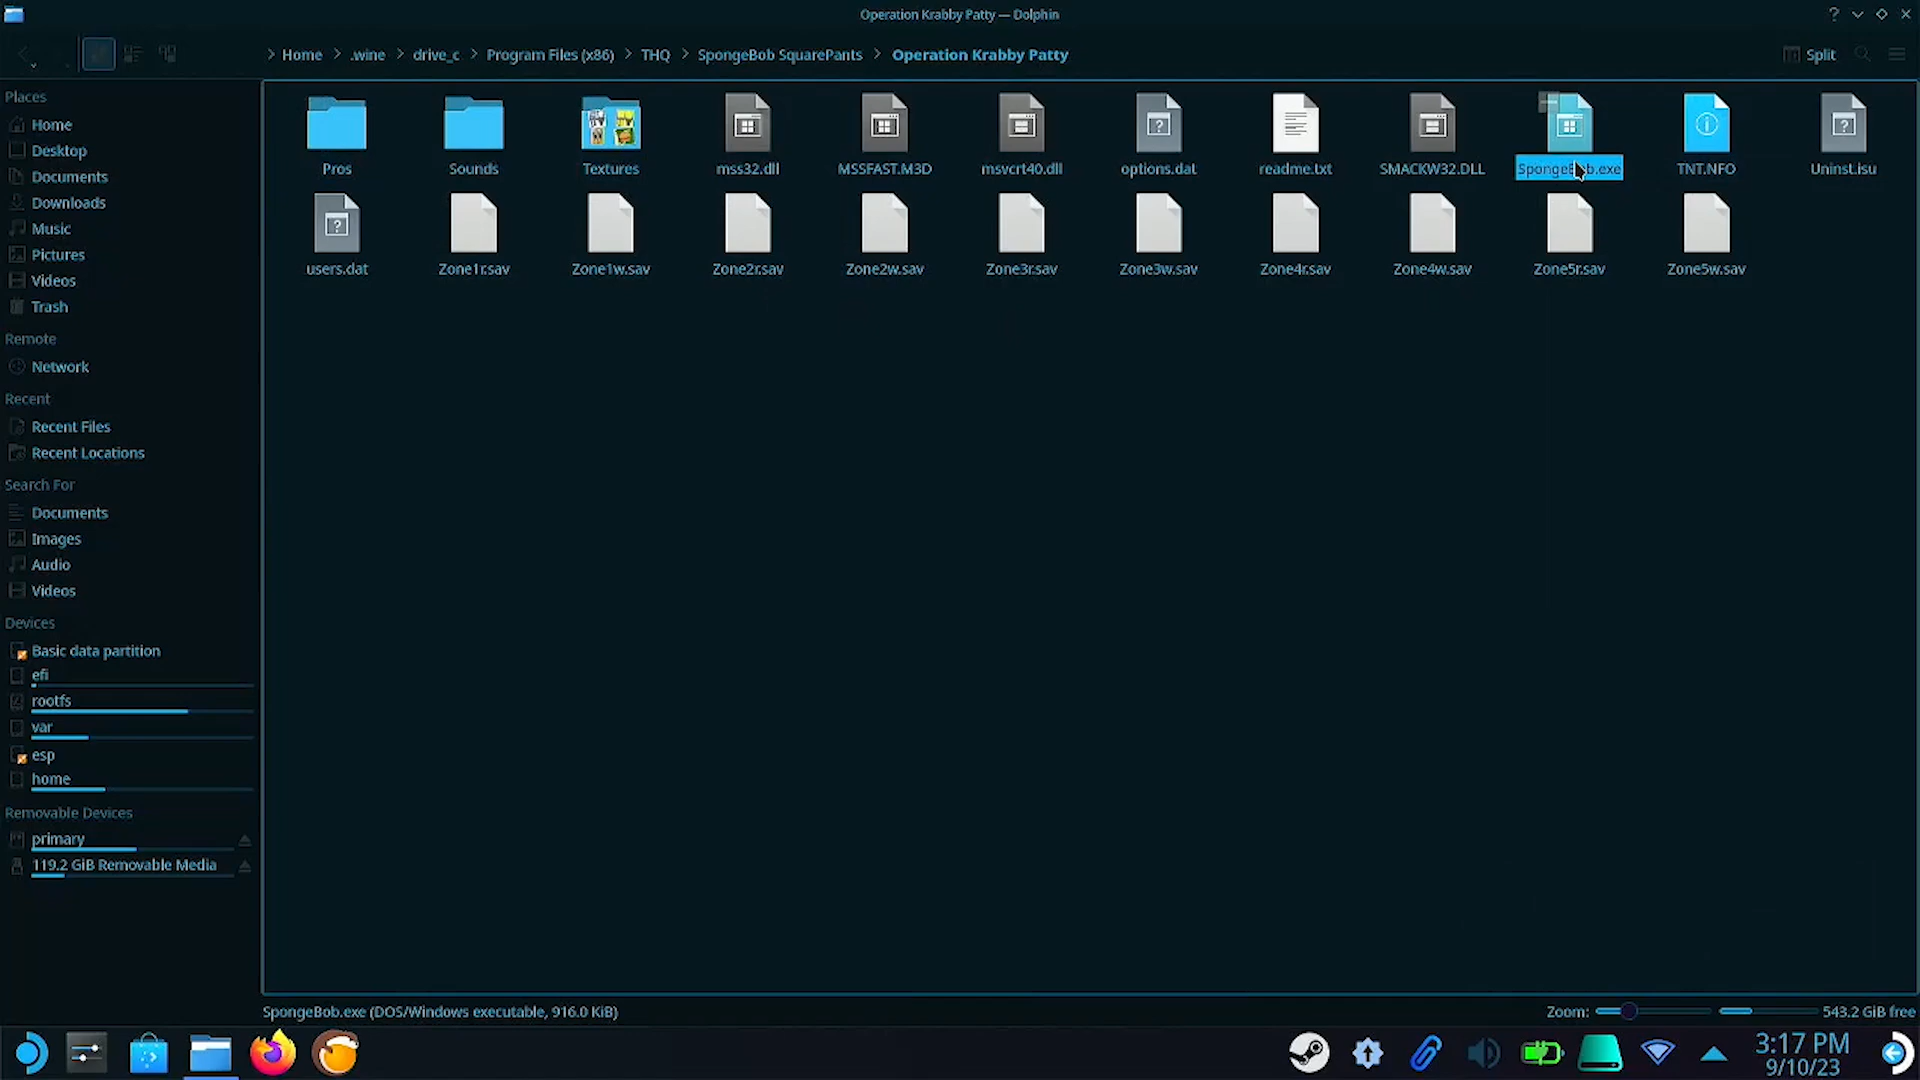 Operation Krabby Patty — Dolphin
Home
.wine
drive_c
Program Files (x86)
THQ
SpongeBob SquarePants
Operation Krabby Patty
Split
Places
Home
Desktop
Documents
Downloads
Music
Pictures
Videos
Trash
Remote
Network
Recent
Recent Files
Recent Locations
Search For
Documents
Images
Audio
Videos
Devices
Basic data partition
efi
rootfs
var
esp
home
Removable Devices
primary
119.2 GiB Removable Media
Pros
Sounds
Textures
mss32.dll
MSSFAST.M3D
msvcrt40.dll
options.dat
readme.txt
SMACKW32.DLL
SpongeBob.exe
TNT.NFO
Uninst.isu
users.dat
Zone1r.sav
Zone1w.sav
Zone2r.sav
Zone2w.sav
Zone3r.sav
Zone3w.sav
Zone4r.sav
Zone4w.sav
Zone5r.sav
Zone5w.sav
SpongeBob.exe (DOS/Windows executable, 916.0 KiB)
Zoom:
543.2 GiB free
3:17 PM
9/10/23